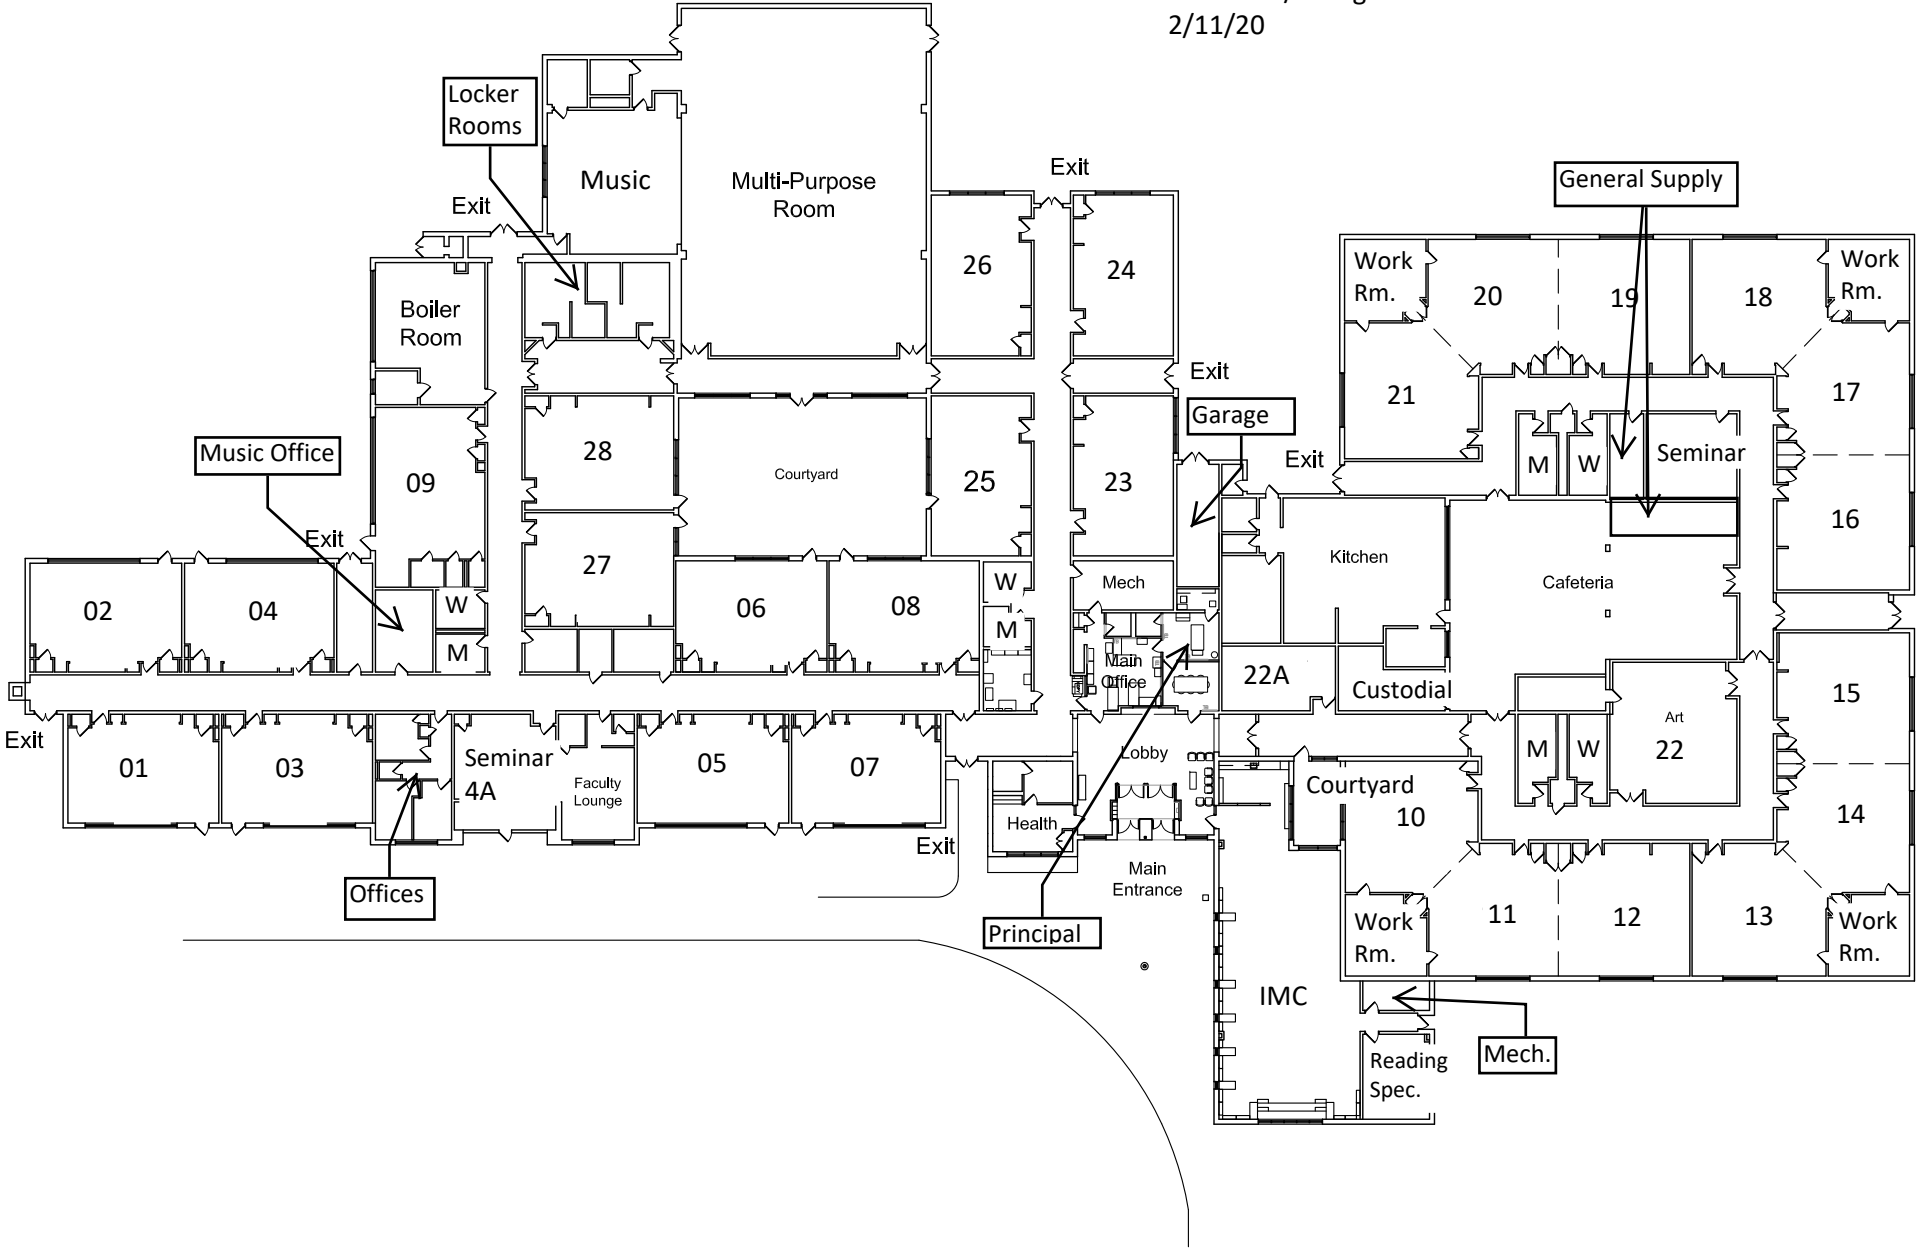 2/11/20
Locker
Rooms
Music
Multi-Purpose
Room
Exit
Exit
General Supply
26
24
Work
Rm.
20
19
18
Work
Rm.
Boiler
Room
Exit
21
17
Garage
Music Office
28
Courtyard
25
23
Exit
M
W
Seminar
09
16
Exit
27
Kitchen
Cafeteria
02
04
W
06
08
W
Mech
M
M
Main
Office
22A
Custodial
15
Exit
01
03
Seminar
4A
Faculty
Lounge
05
07
Lobby
M
W
Art
22
Courtyard
10
14
Health
Exit
Main
Entrance
Offices
Principal
11
12
13
Work
Rm.
Work
Rm.
IMC
Mech.
Reading
Spec.